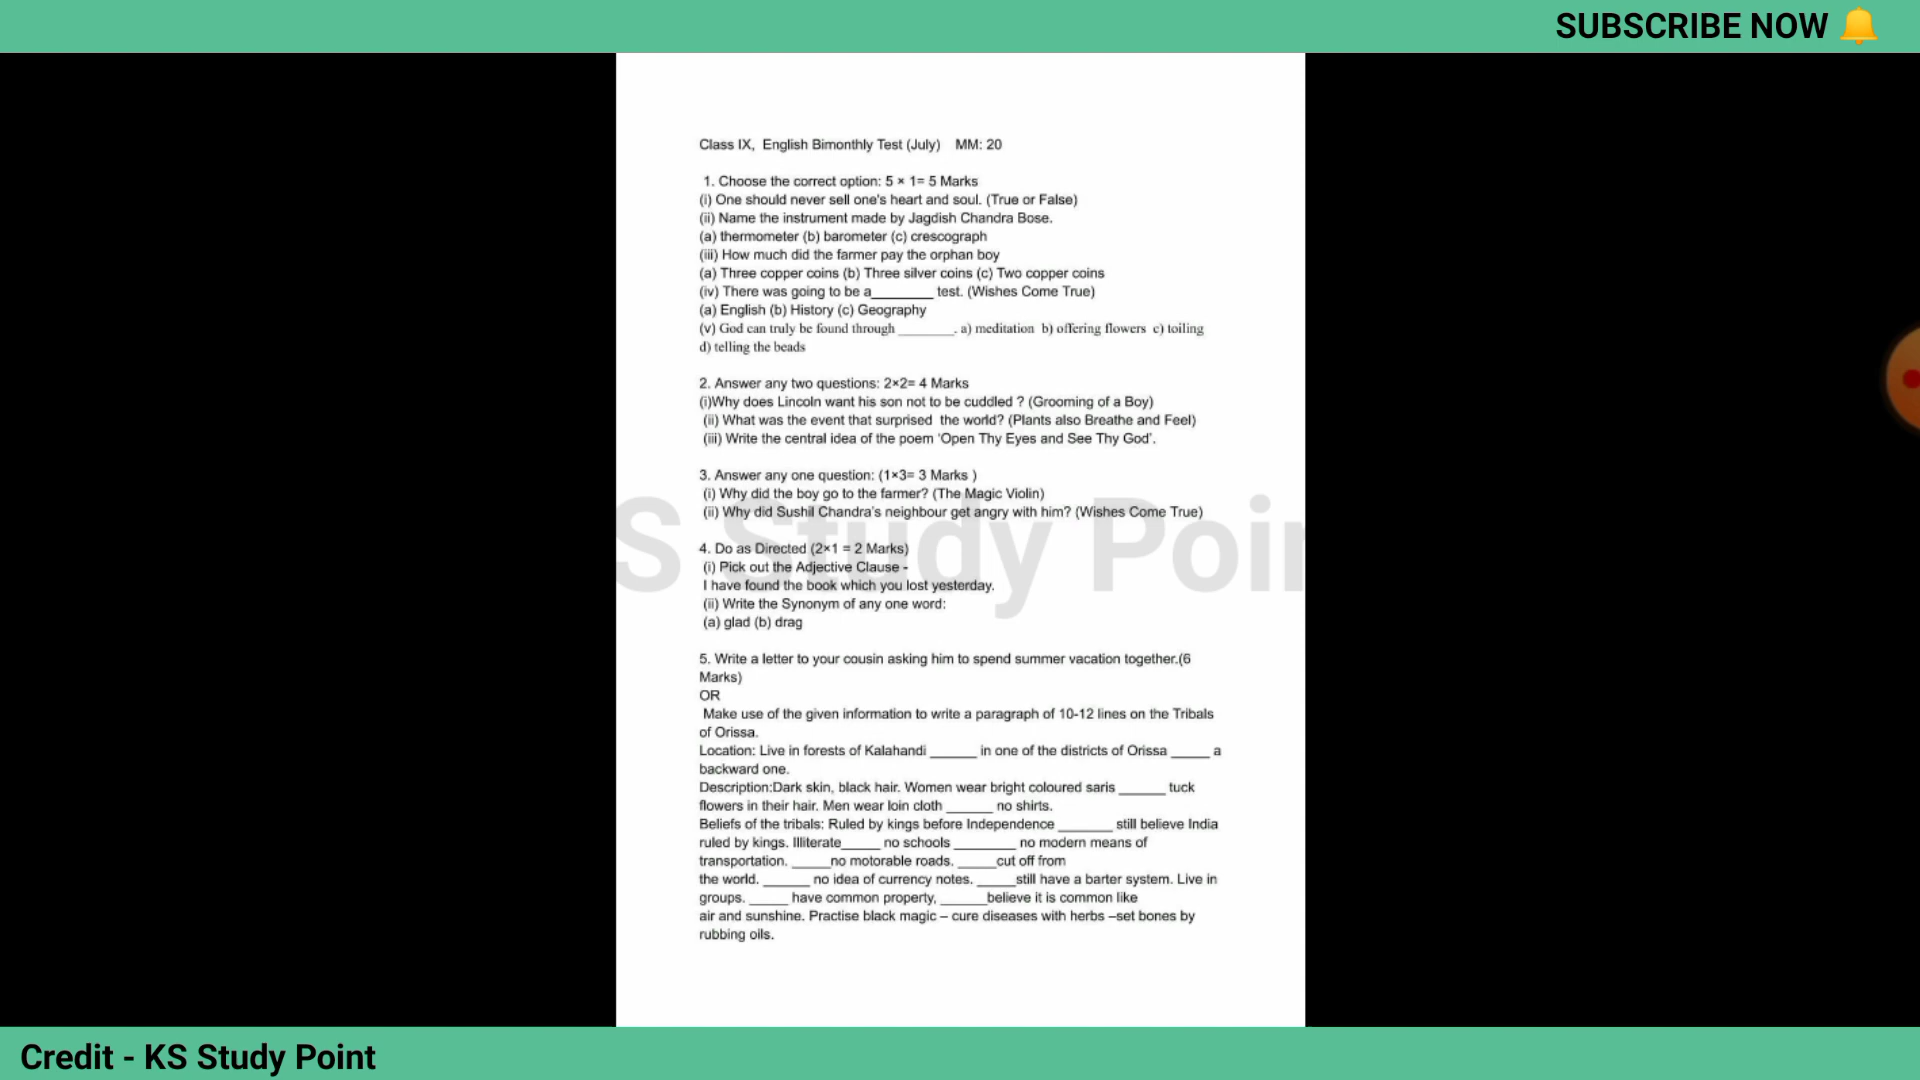 SUBSCRIBE NOW 🔔
Class IX,  English Bimonthly Test (July)    MM: 20
1. Choose the correct option: 5 × 1= 5 Marks
(i) One should never sell one's heart and soul. (True or False)
(ii) Name the instrument made by Jagdish Chandra Bose.
(a) thermometer (b) barometer (c) crescograph
(iii) How much did the farmer pay the orphan boy
(a) Three copper coins (b) Three silver coins (c) Two copper coins
(iv) There was going to be a________ test. (Wishes Come True)
(a) English (b) History (c) Geography
(v) God can truly be found through ________. a) meditation  b) offering flowers  c) toiling
d) telling the beads
2. Answer any two questions: 2×2= 4 Marks
(i)Why does Lincoln want his son not to be cuddled ? (Grooming of a Boy)
(ii) What was the event that surprised  the world? (Plants also Breathe and Feel)
(iii) Write the central idea of the poem 'Open Thy Eyes and See Thy God'.
3. Answer any one question: (1×3= 3 Marks )
(i) Why did the boy go to the farmer? (The Magic Violin)
(ii) Why did Sushil Chandra's neighbour get angry with him? (Wishes Come True)
S Study Poin
4. Do as Directed (2×1 = 2 Marks)
(i) Pick out the Adjective Clause -
I have found the book which you lost yesterday.
(ii) Write the Synonym of any one word:
(a) glad (b) drag
5. Write a letter to your cousin asking him to spend summer vacation together.(6
Marks)
OR
Make use of the given information to write a paragraph of 10-12 lines on the Tribals
of Orissa.
Location: Live in forests of Kalahandi ______ in one of the districts of Orissa _____ a
backward one.
Description:Dark skin, black hair. Women wear bright coloured saris ______ tuck
flowers in their hair. Men wear loin cloth ______ no shirts.
Beliefs of the tribals: Ruled by kings before Independence _______ still believe India
ruled by kings. Illiterate_____ no schools ________ no modern means of
transportation. _____no motorable roads. _____cut off from
the world. ______ no idea of currency notes. _____still have a barter system. Live in
groups. _____ have common property, ______believe it is common like
air and sunshine. Practise black magic – cure diseases with herbs –set bones by
rubbing oils.
Credit - KS Study Point